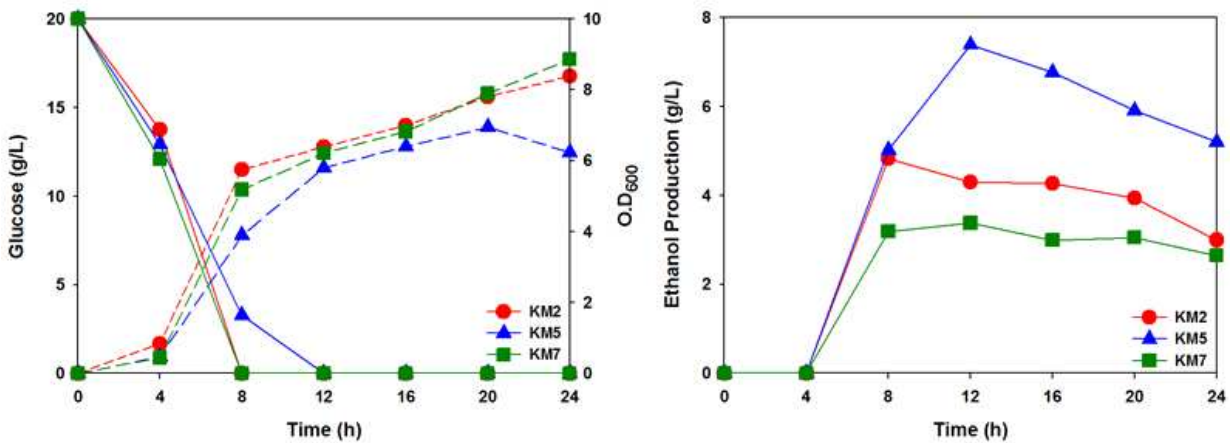 Glucose (g/L)
20
15
10
5
0
0 4 8 12 16 20 24
Time (h)
10
8
6
4
2
0
O.D600
KM2
KM5
KM7
Ethanol Production (g/L)
8
6
4
2
0
0 4 8 12 16 20 24
Time (h)
KM2
KM5
KM7